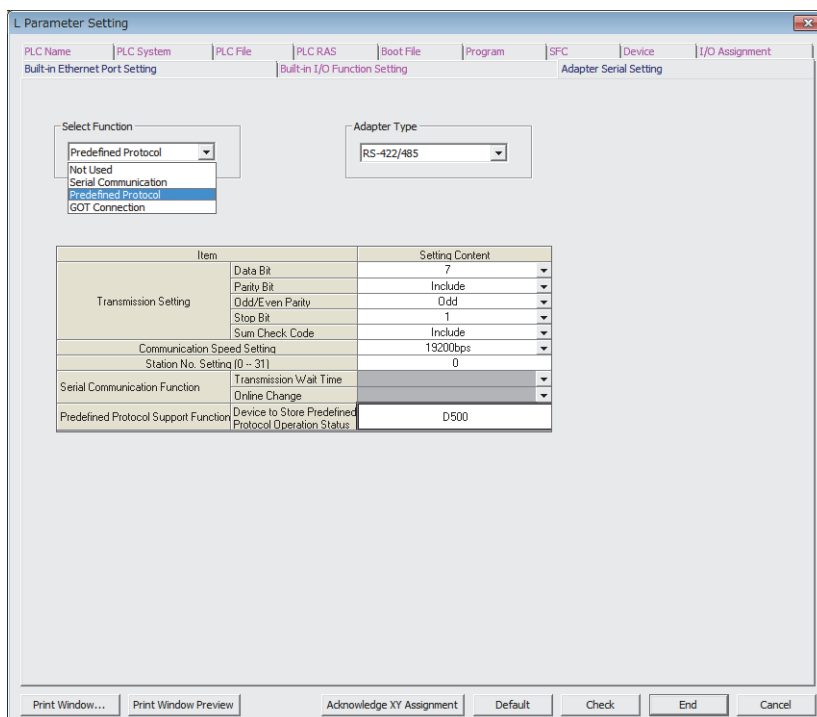 L Parameter Setting
PLC Name PLC System PLC File PLC RAS Boot File Program SFC Device I/O Assignment
Built-in Ethernet Port Setting Built-in I/O Function Setting Adapter Serial Setting
Select Function Adapter Type
Predefined Protocol RS-422/485
Not Used
Serial Communication
Predefined Protocol
GOT Connection
Item Setting Content
Transmission Setting Data Bit 7
Parity Bit Include
Odd/Even Parity Odd
Stop Bit 1
Sum Check Code Include
Communication Speed Setting 19200bps
Station No. Setting (0 -- 31) 0
Serial Communication Function Transmission Wait Time
Online Change
Predefined Protocol Support Function Device to Store Predefined
Protocol Operation Status D500
Print Window... Print Window Preview Acknowledge XY Assignment Default Check End Cancel